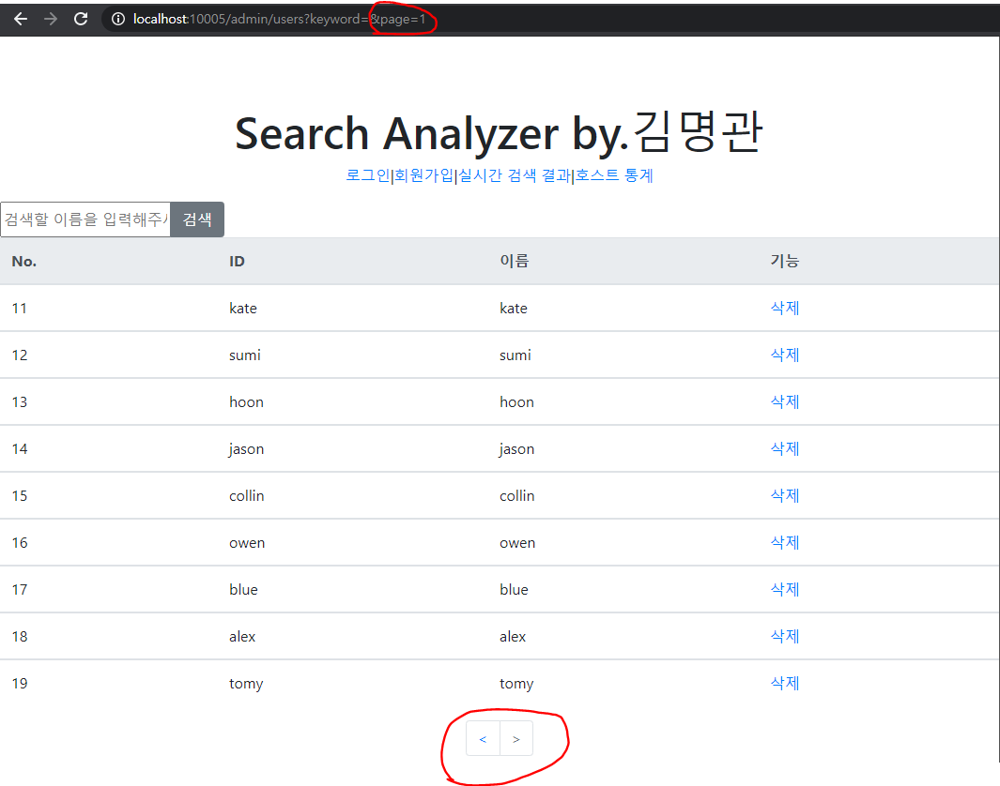 localhost:10005/admin/users?keyword=&page=1
Search Analyzer by.김명관
로그인|회원가입|실시간 검색 결과|호스트 통계
검색할 이름을 입력해주 검색
No. ID 이름 기능
11 kate kate 삭제
12 sumi sumi 삭제
13 hoon hoon 삭제
14 jason jason 삭제
15 collin collin 삭제
16 owen owen 삭제
17 blue blue 삭제
18 alex alex 삭제
19 tomy tomy 삭제
< >